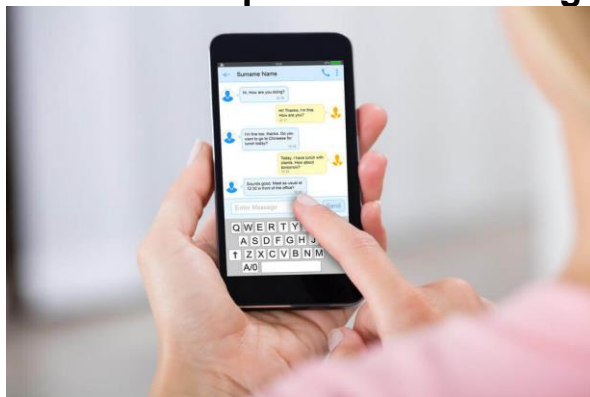 Surname Name
Hi, How are you doing?
Hi! Thanks, I'm fine.
How are you?
I'm fine too, thanks. Do you
want to go to Chineese for
lunch today?
Today, I have lunch with
clients. How about
tomorrow?
Sounds good. Meet as usual at
12:30 in front of the office?
Enter Message
Send
Q W E R T Y
A S D F G H J
Z X C V B N M
A/0